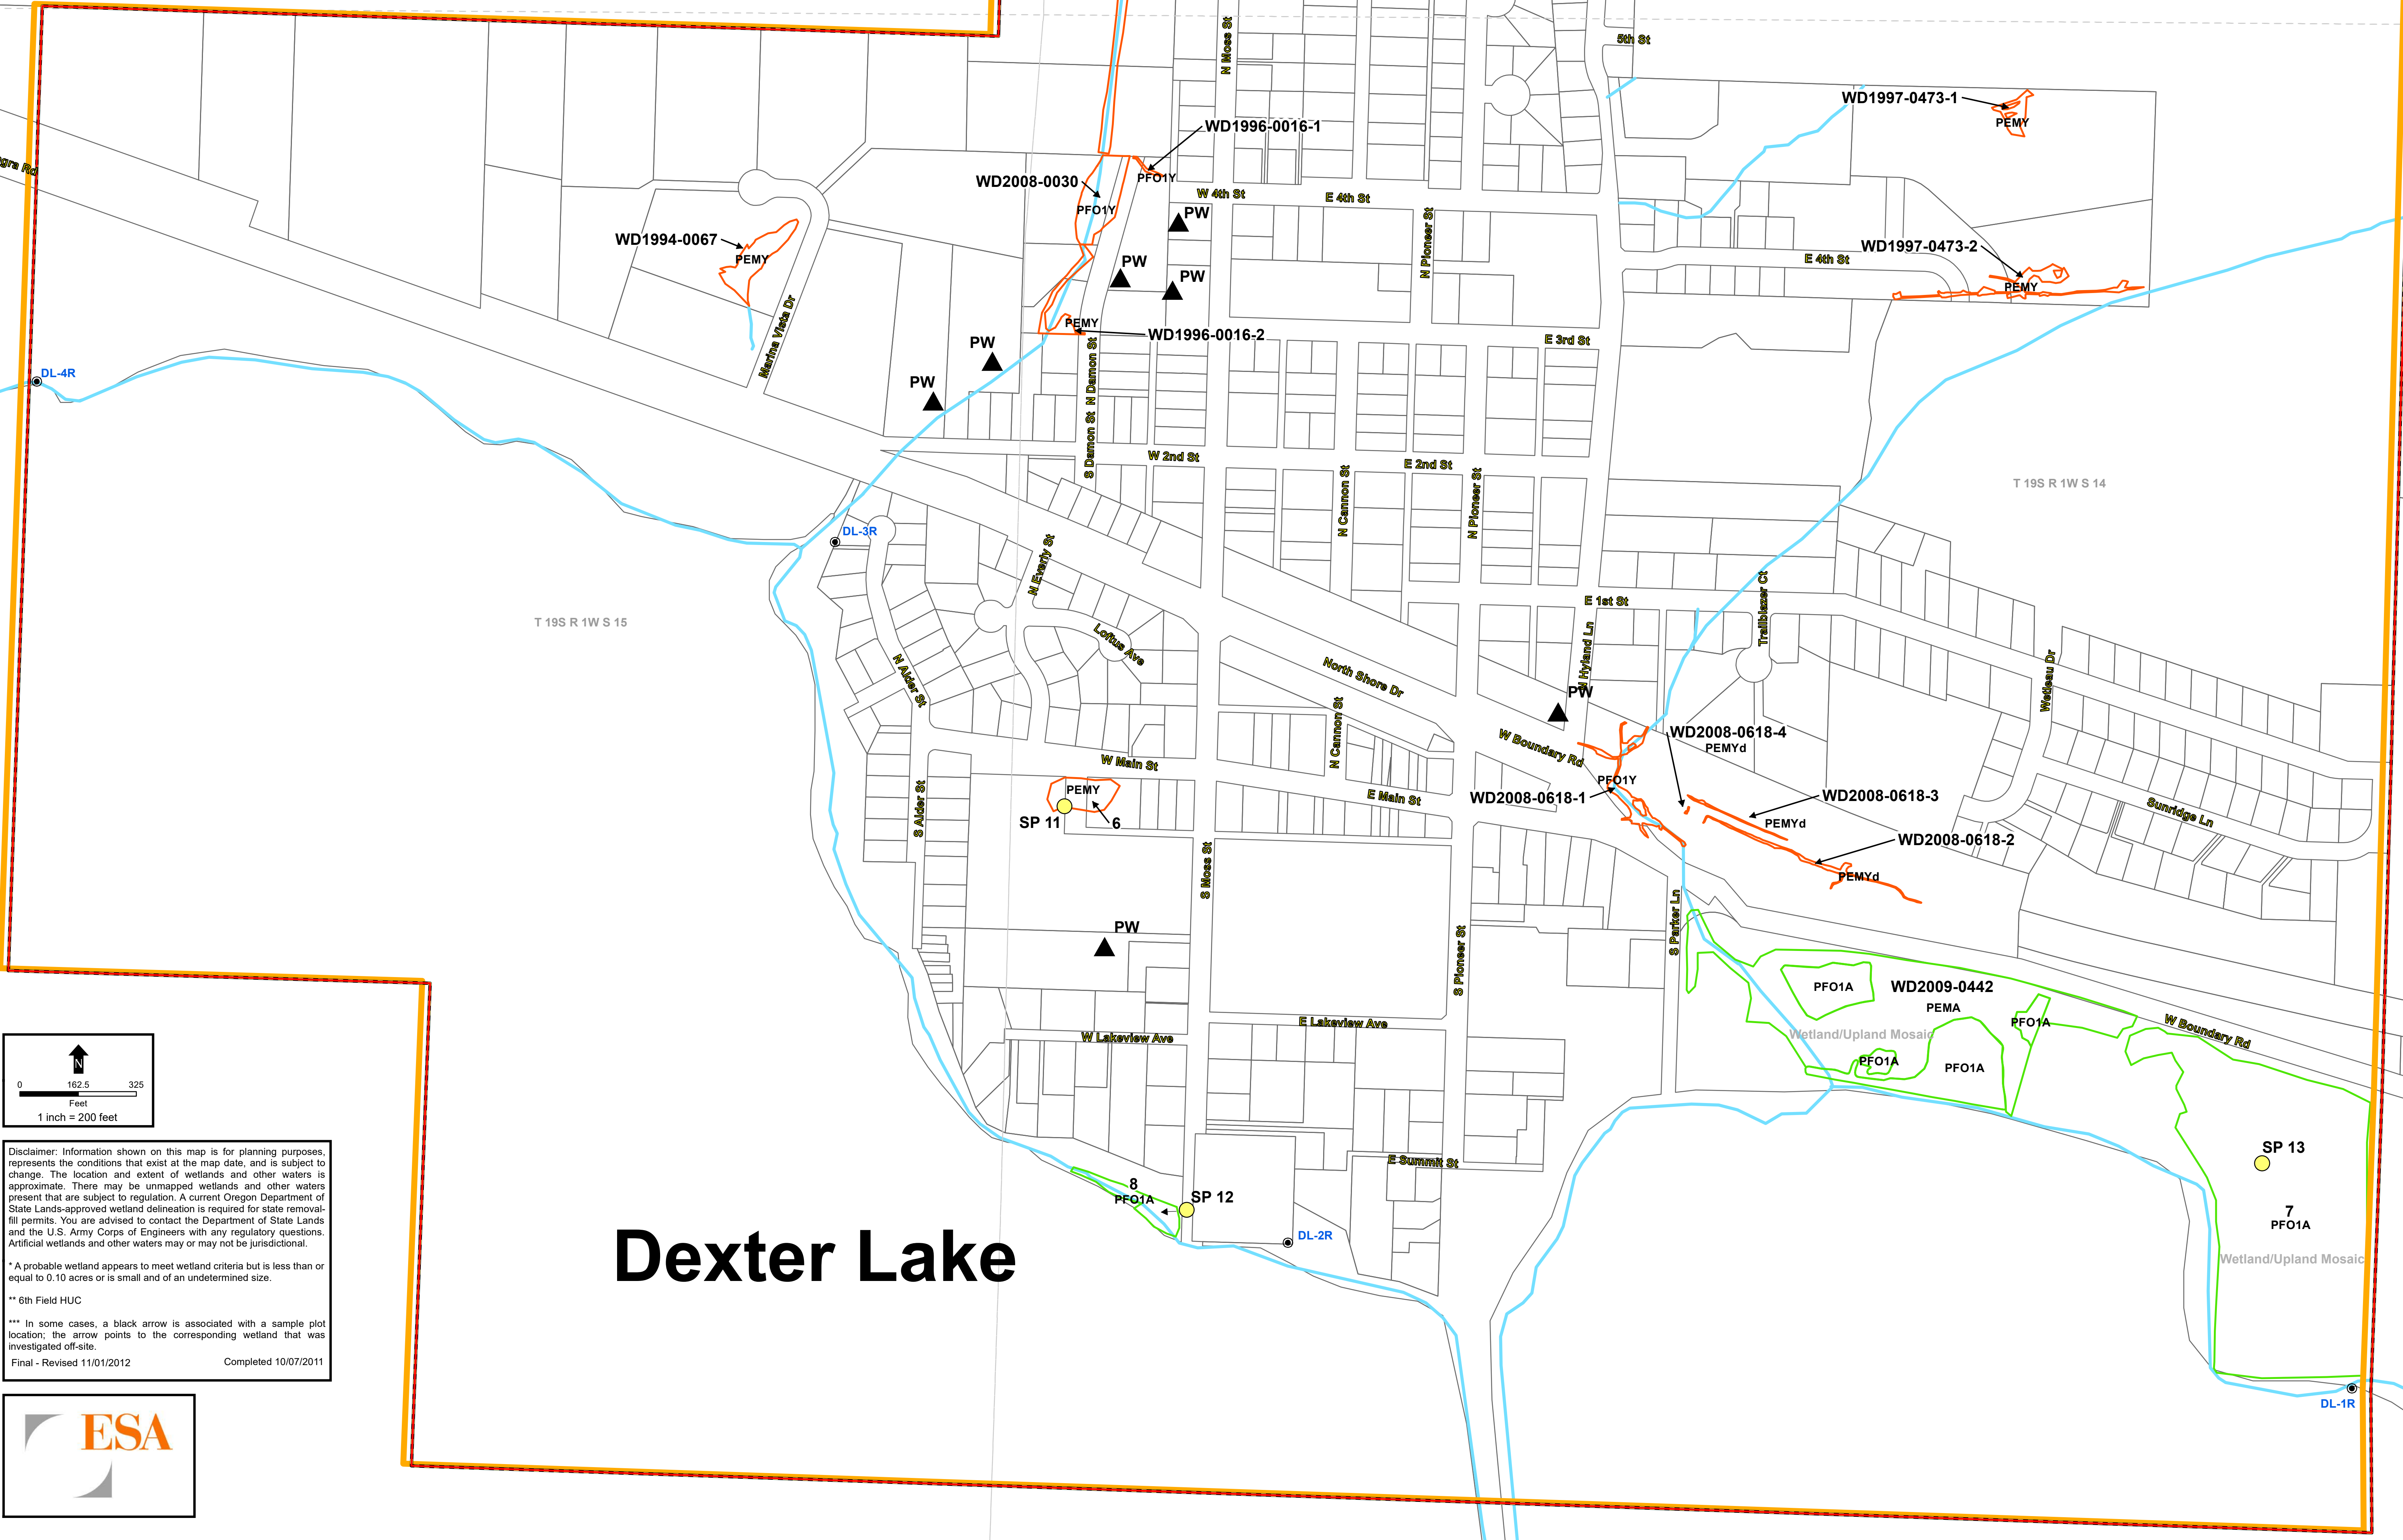 5th St
N Moss St
WD1997-0473-1
PEMY
WD1996-0016-1
PFO1Y
WD2008-0030
PFO1Y
W 4th St
E 4th St
PW
WD1994-0067
PEMY
N Pioneer St
WD1997-0473-2
E 4th St
PEMY
PW
PW
PEMY
WD1996-0016-2
Marina Vista Dr
PW
E 3rd St
N Damon St
DL-4R
PW
S Damon St
W 2nd St
E 2nd St
N Cannon St
N Pioneer St
T 19S R 1W S 14
DL-3R
N Everly St
E 1st St
Trailblazer Ct
T 19S R 1W S 15
Loftus Ave
N Hyland Ln
N Alder St
North Shore Dr
Wetleau Dr
PW
N Cannon St
W Boundary Rd
WD2008-0618-4
PEMYd
W Main St
PFO1Y
PEMY
WD2008-0618-1
E Main St
WD2008-0618-3
PEMYd
Sunridge Ln
S Alder St
SP 11
6
WD2008-0618-2
PEMYd
S Moss St
S Parker Ln
PW
S Pioneer St
PFO1A
WD2009-0442
PEMA
PFO1A
Wetland/Upland Mosaic
W Boundary Rd
E Lakeview Ave
W Lakeview Ave
PFO1A
PFO1A
N
0 162.5 325
Feet
1 inch = 200 feet
Disclaimer: Information shown on this map is for planning purposes,
represents the conditions that exist at the map date, and is subject to
change. The location and extent of wetlands and other waters is
approximate. There may be unmapped wetlands and other waters
present that are subject to regulation. A current Oregon Department of
State Lands-approved wetland delineation is required for state removal-
fill permits. You are advised to contact the Department of State Lands
and the U.S. Army Corps of Engineers with any regulatory questions.
Artificial wetlands and other waters may or may not be jurisdictional.
* A probable wetland appears to meet wetland criteria but is less than or
equal to 0.10 acres or is small and of an undetermined size.
** 6th Field HUC
*** In some cases, a black arrow is associated with a sample plot
location; the arrow points to the corresponding wetland that was
investigated off-site.
Final - Revised 11/01/2012 Completed 10/07/2011
E Summit St
SP 13
8
PFO1A
SP 12
7
PFO1A
DL-2R
Dexter Lake
Wetland/Upland Mosaic
DL-1R
ESA